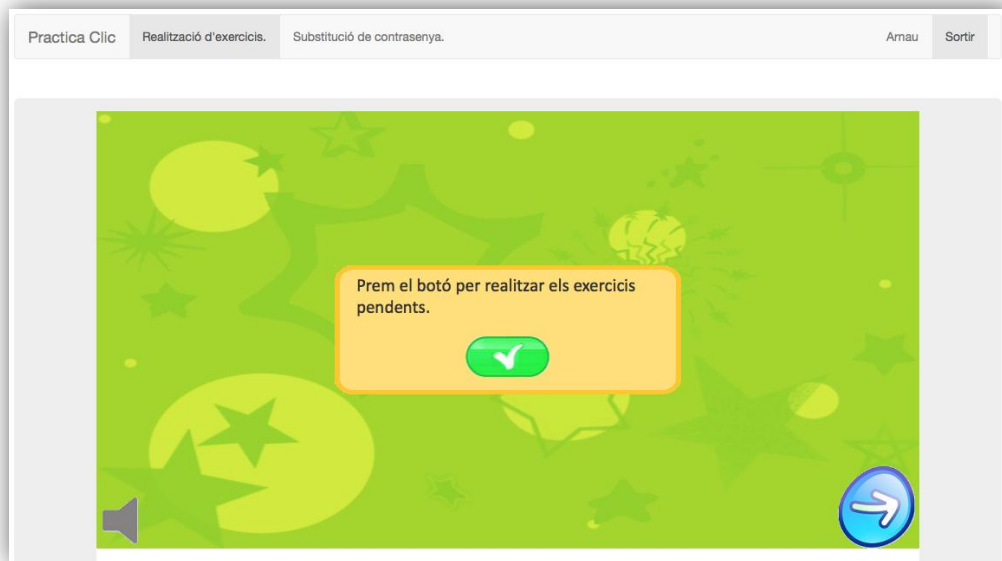 Practica Clic Realització d'exercicis. Substitució de contrasenya. Arnau Sortir
Prem el botó per realitzar els exercicis
pendents.